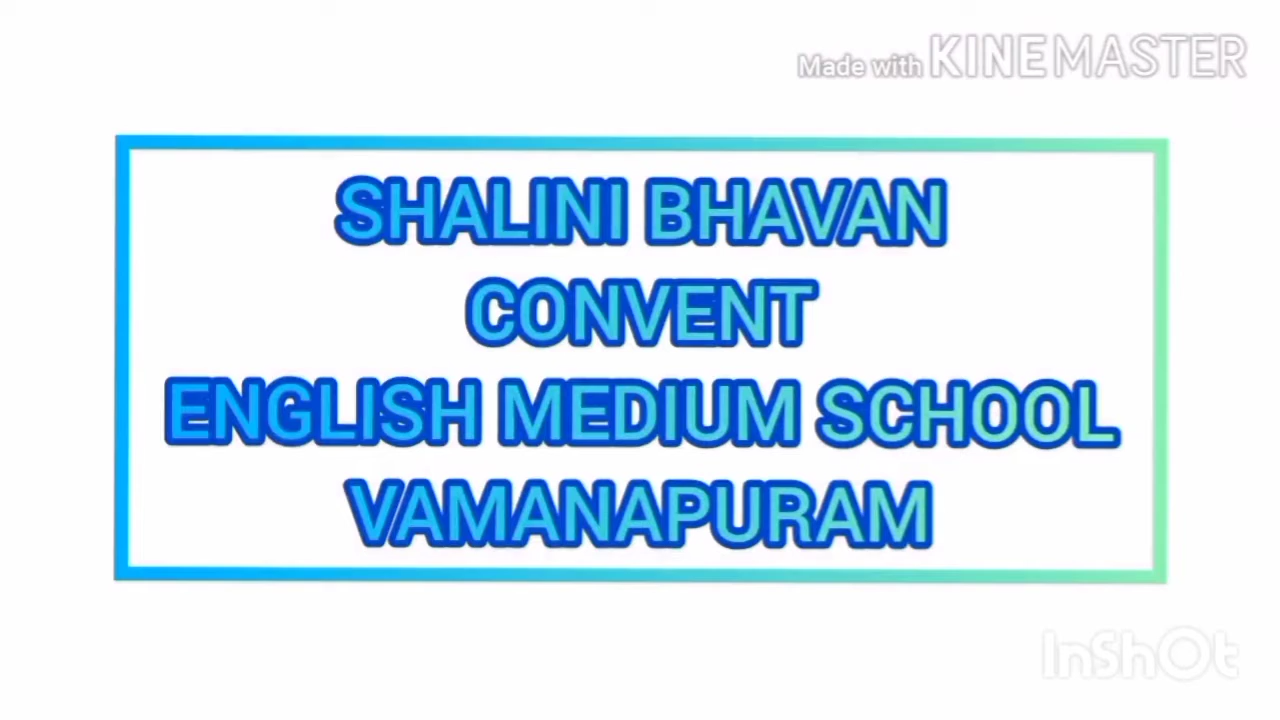 Made with KINEMASTER
SHALINI BHAVAN
CONVENT
ENGLISH MEDIUM SCHOOL
VAMANAPURAM
InShOt